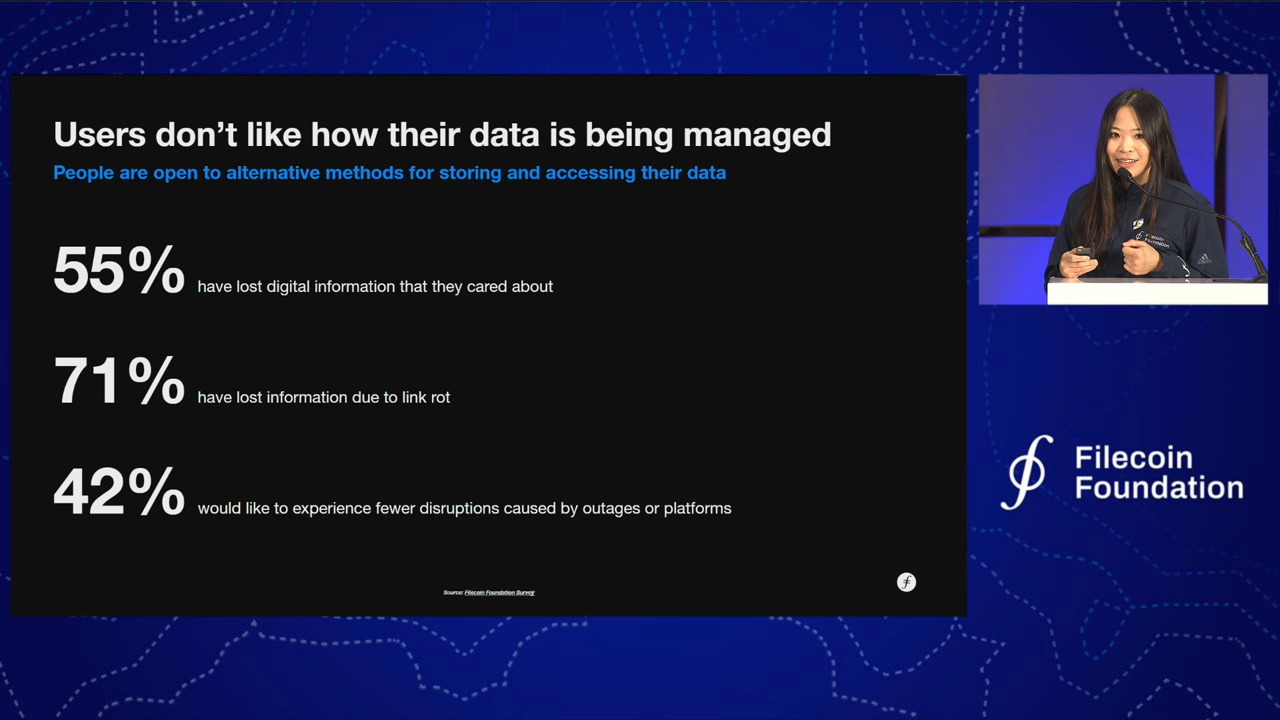 Users don’t like how their data is being managed
People are open to alternative methods for storing and accessing their data
55% have lost digital information that they cared about
71% have lost information due to link rot
42% would like to experience fewer disruptions caused by outages or platforms
Source: Filecoin Foundation Survey
Filecoin
Foundation
Filecoin
Foundation